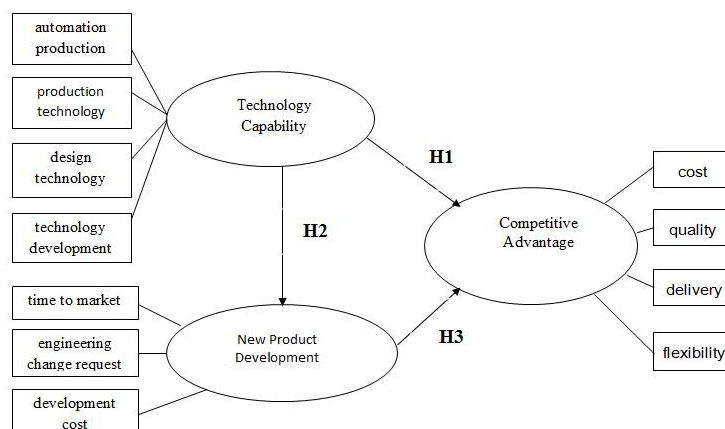 automation
production
production
technology
design
technology
technology
development
Technology
Capability
H1
H2
H3
time to market
engineering
change request
development
cost
New Product
Development
Competitive
Advantage
cost
quality
delivery
flexibility